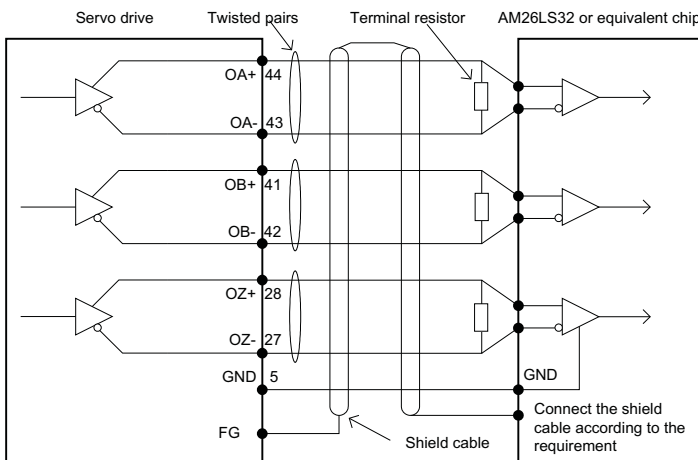 Servo drive
Twisted pairs
Terminal resistor
AM26LS32 or equivalent chip
OA+ 44
OA- 43
OB+ 41
OB- 42
OZ+ 28
OZ- 27
GND 5
GND
FG
Shield cable
Connect the shield
cable according to the
requirement